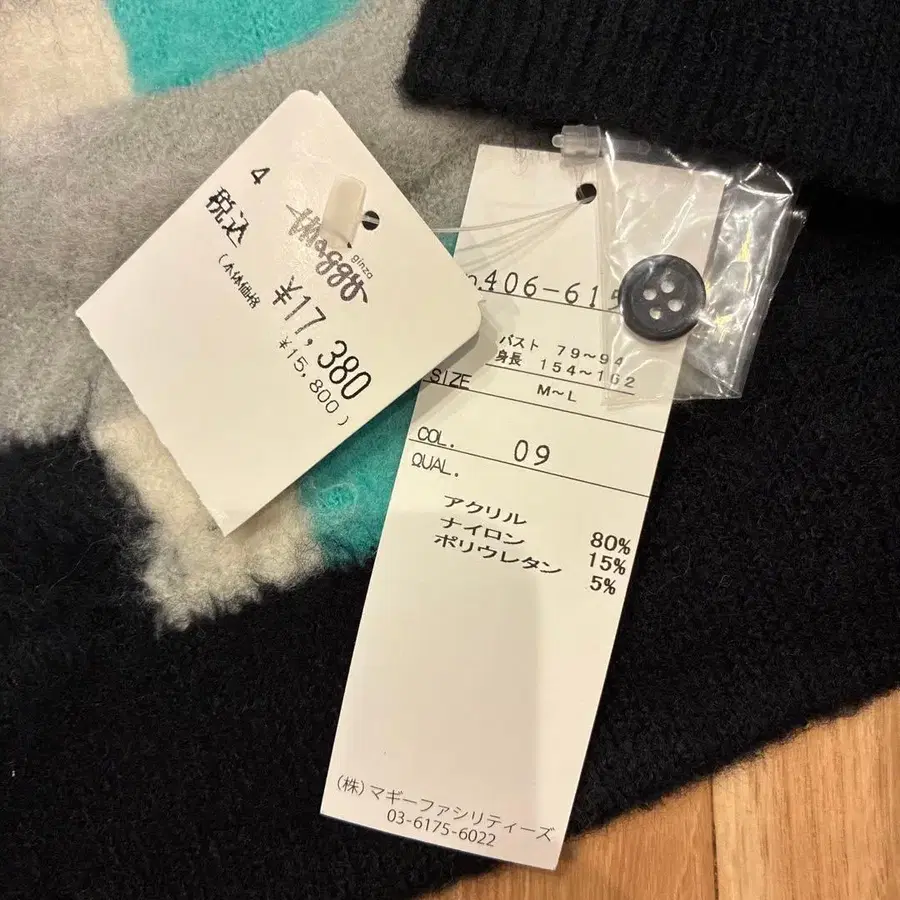 4
税込
Maggy
ginza
¥17,380
(本体価格
¥15,800)
406-61
バスト 79~94
身長 154~162
SIZE
M~L
COL. 09
QUAL.
アクリル 80%
ナイロン 15%
ポリウレタン 5%
(株)マギーファシリティーズ
03-6175-6022